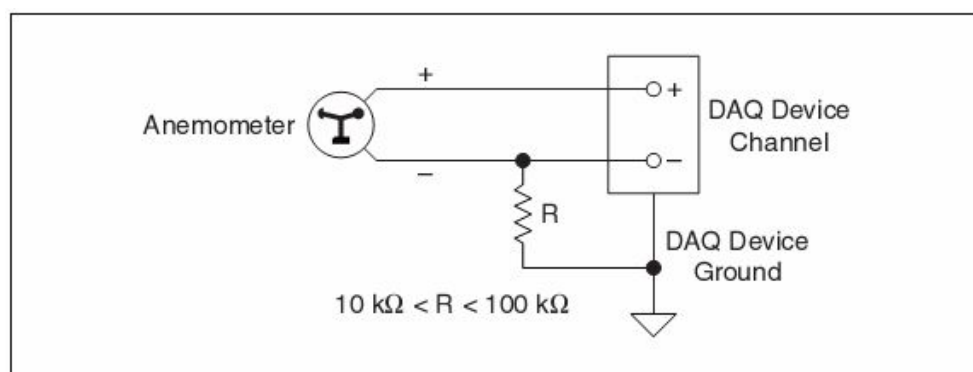 +
Anemometer
–
+
–
DAQ Device
Channel
R
DAQ Device
Ground
10 kΩ < R < 100 kΩ